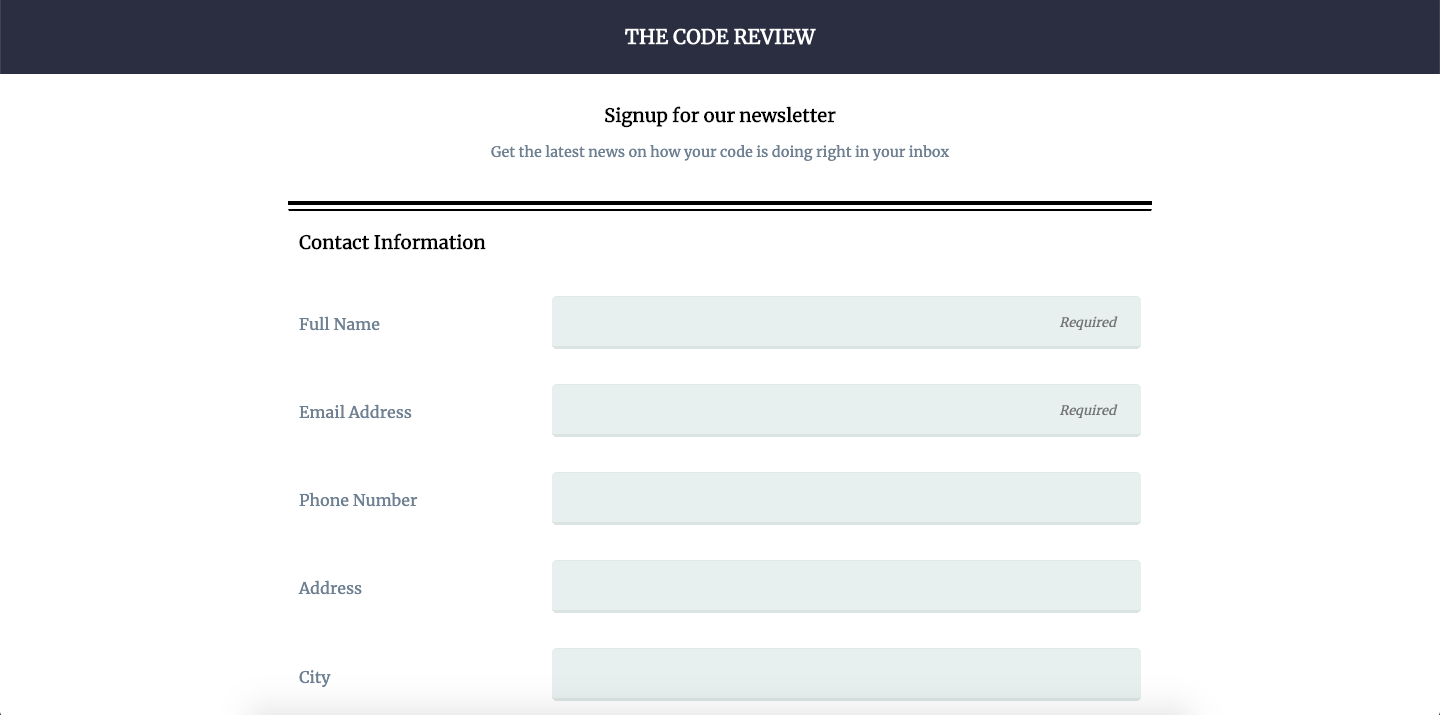 THE CODE REVIEW
Signup for our newsletter
Get the latest news on how your code is doing right in your inbox
Contact Information
Full Name
Required
Email Address
Required
Phone Number
Address
City